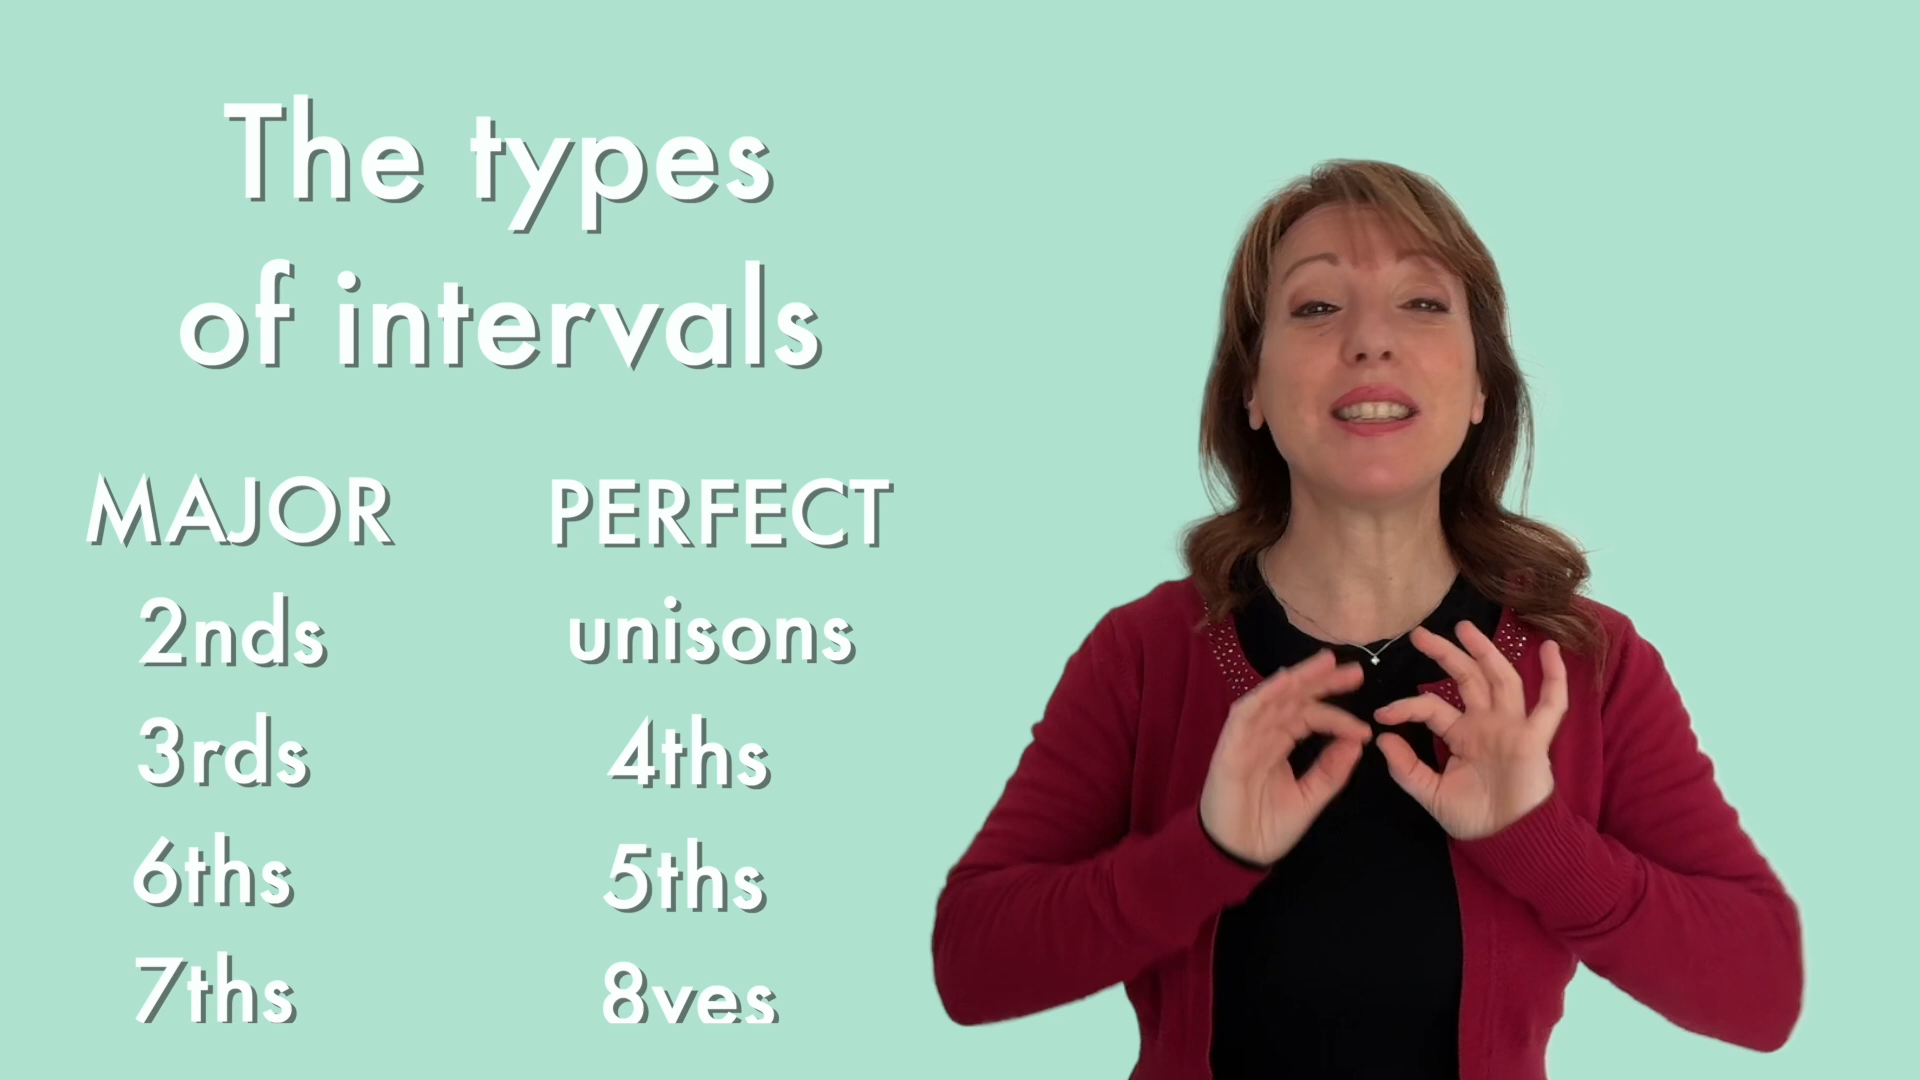 The types
of intervals
MAJOR
2nds
3rds
6ths
7ths
PERFECT
unisons
4ths
5ths
8ves